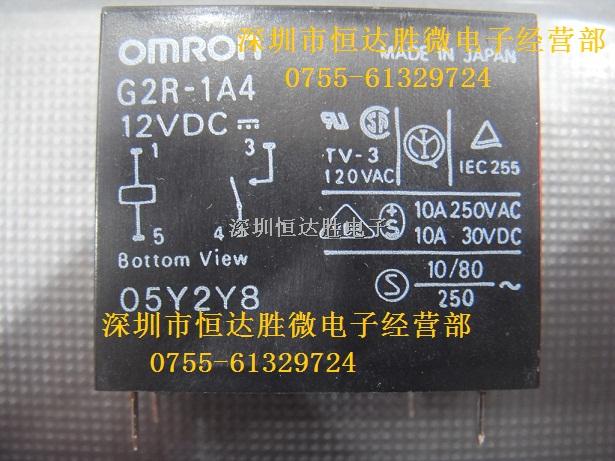 OMRON
深圳市恒达胜微电子经营部
MADE IN JAPAN
0755-61329724
G2R-1A4
12VDC
TV-3
120VAC
IEC 255
1
3
5
4
10A 250VAC
10A 30VDC
深圳恒达胜电子
Bottom View
S
10/80
250 ~
05Y2Y8
深圳市恒达胜微电子经营部
0755-61329724